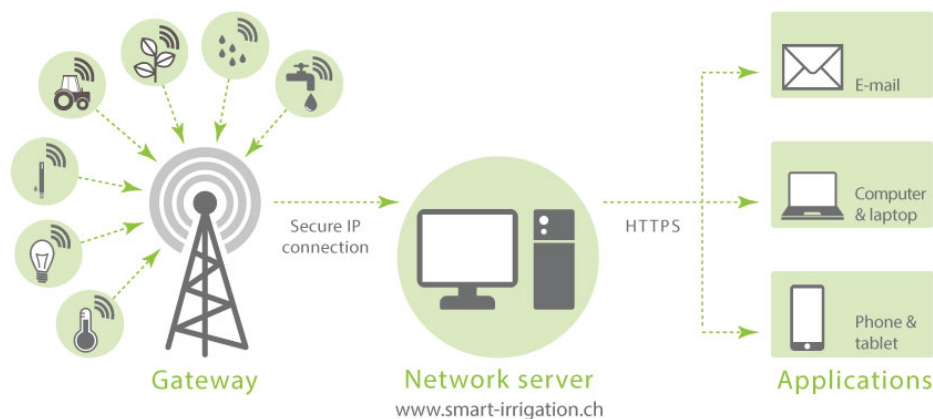 E-mail
Secure IP
connection
HTTPS
Computer
& laptop
Phone &
tablet
Gateway
Network server
www.smart-irrigation.ch
Applications